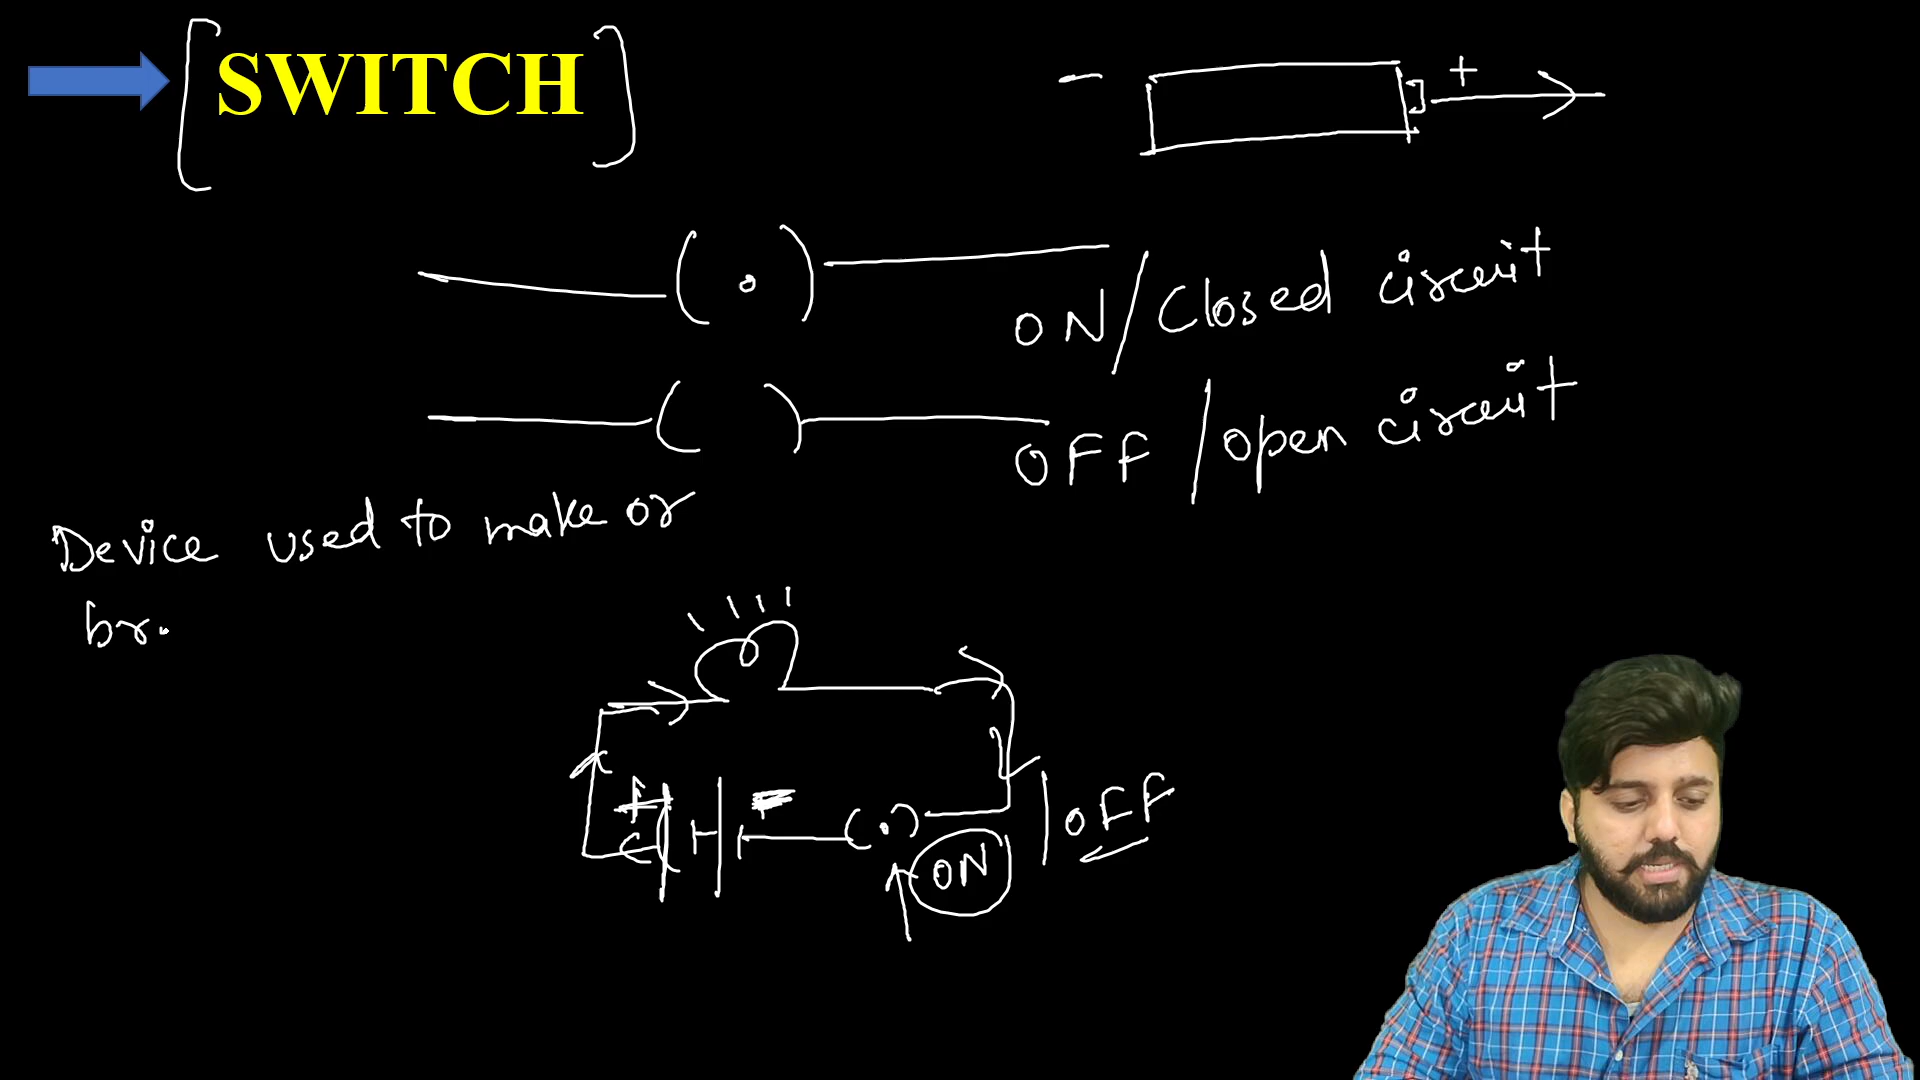 SWITCH
- +
ON/Closed circuit
OFF/open circuit
Device used to make or
br.
+ -
ON | OFF